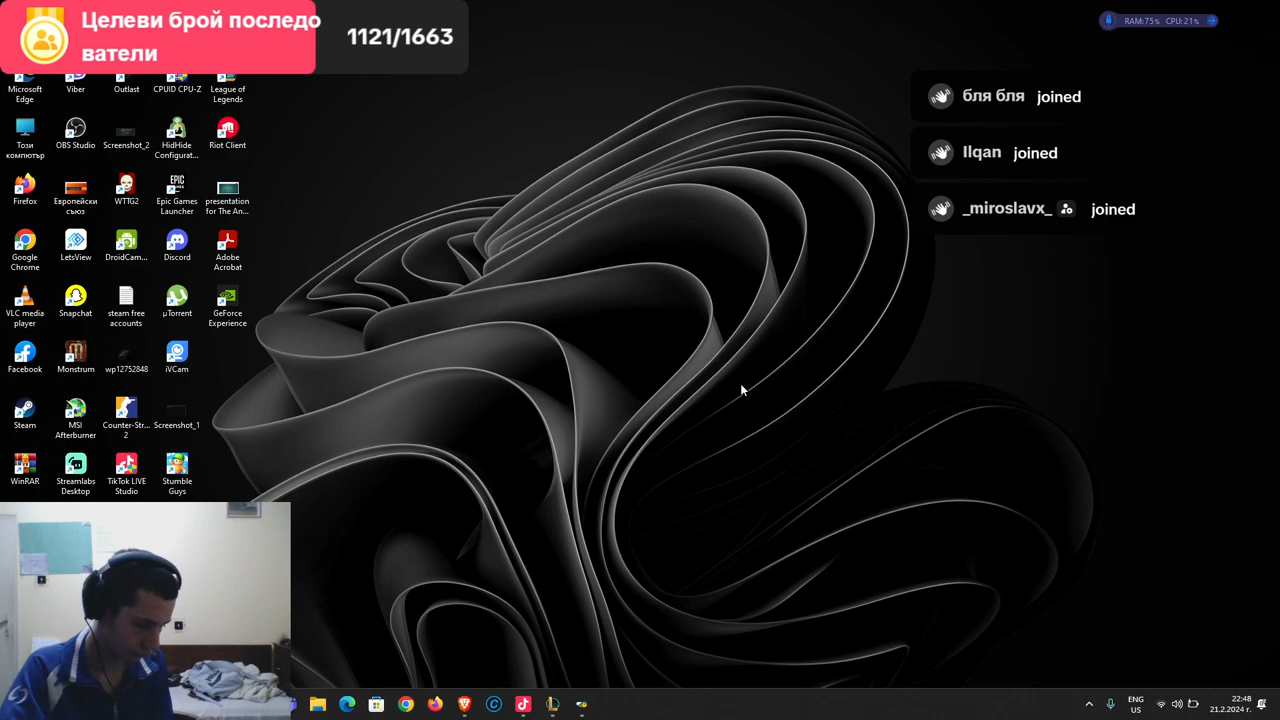 Целеви брой последо
ватели
1121/1663
RAM:75% CPU:21%
бля бля joined
Ilqan joined
_miroslavx_ joined
Microsoft
Edge
Viber
Outlast
CPUID CPU-Z
League of
Legends
Този
компютър
OBS Studio
Screenshot_2
HidHide
Configurat...
Riot Client
Firefox
Европейски
съюз
WTTG2
EPIC
GAMES
Epic Games
Launcher
presentation
for The An...
Google
Chrome
LetsView
DroidCam...
Discord
Adobe
Acrobat
VLC media
player
Snapchat
steam free
accounts
µTorrent
GeForce
Experience
Facebook
Monstrum
wp12752848
iVCam
Steam
MSI
Afterburner
Counter-Str...
2
Screenshot_1
WinRAR
Streamlabs
Desktop
TikTok LIVE
Studio
Stumble
Guys
ENG
US
22:48
21.2.2024 г.